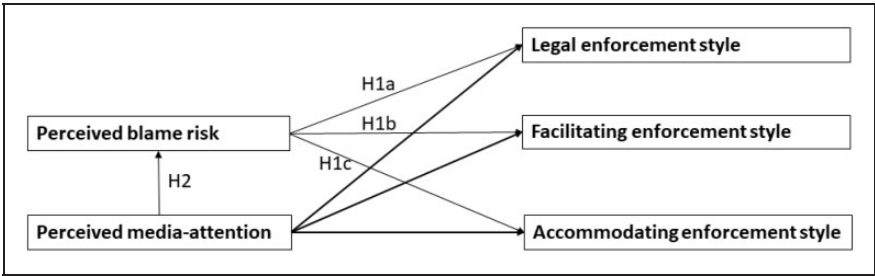 Legal enforcement style
H1a
Perceived blame risk
H1b
Facilitating enforcement style
H1c
H2
Perceived media-attention
Accommodating enforcement style